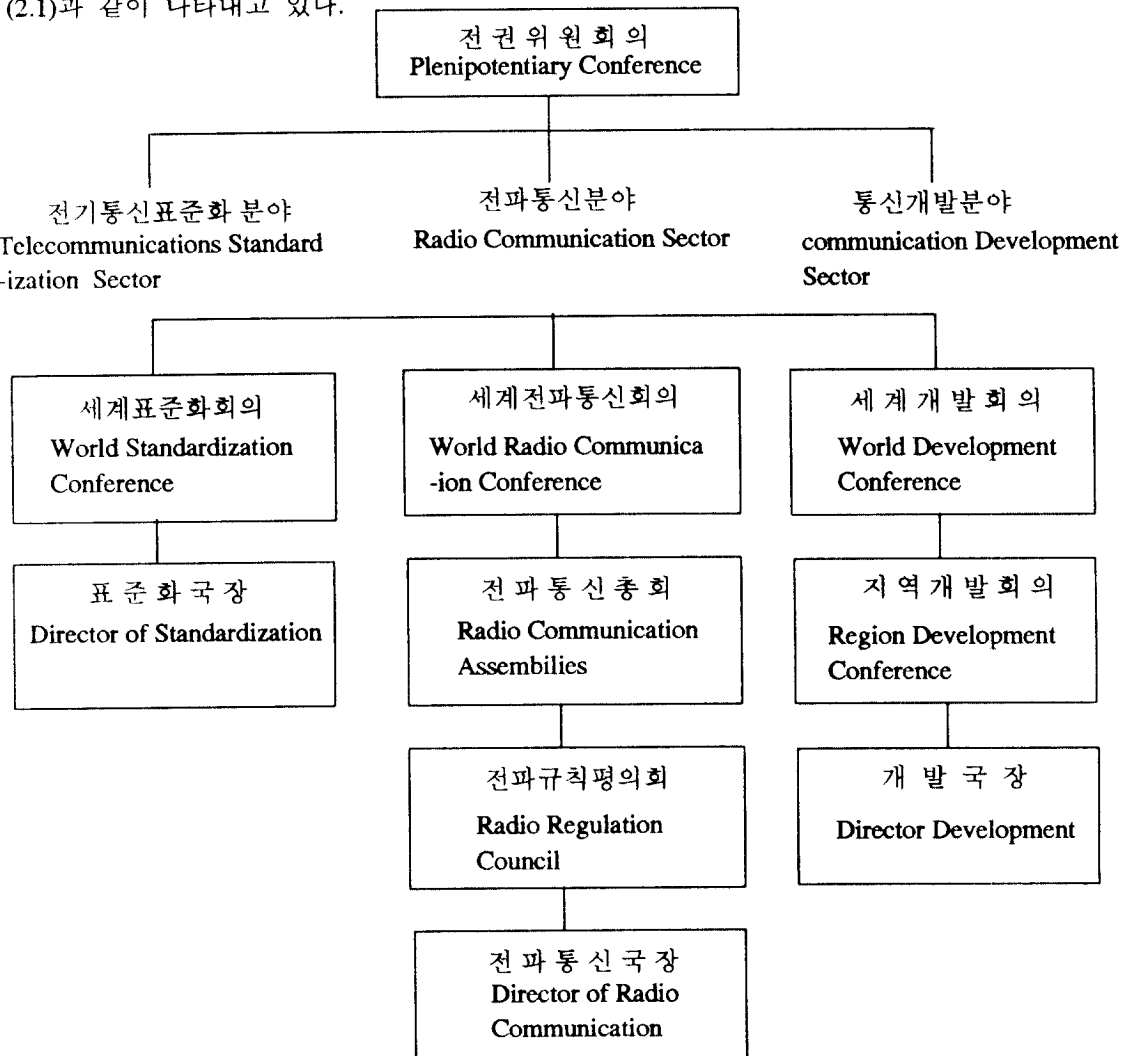 (2.1)과 같이 나타내고 있다.
전 권 위 원 회 의
Plenipotentiary Conference
전기통신표준화 분야
Telecommunications Standard
-ization Sector
전파통신분야
Radio Communication Sector
통신개발분야
communication Development
Sector
세계표준화회의
World Standardization
Conference
세계전파통신회의
World Radio Communica
-ion Conference
세 계 개 발 회 의
World Development
Conference
표 준 화 국 장
Director of Standardization
전 파 통 신 총 회
Radio Communication
Assembilies
지 역 개 발 회 의
Region Development
Conference
전파규칙평의회
Radio Regulation
Council
개 발 국 장
Director Development
전 파 통 신 국 장
Director of Radio
Communication